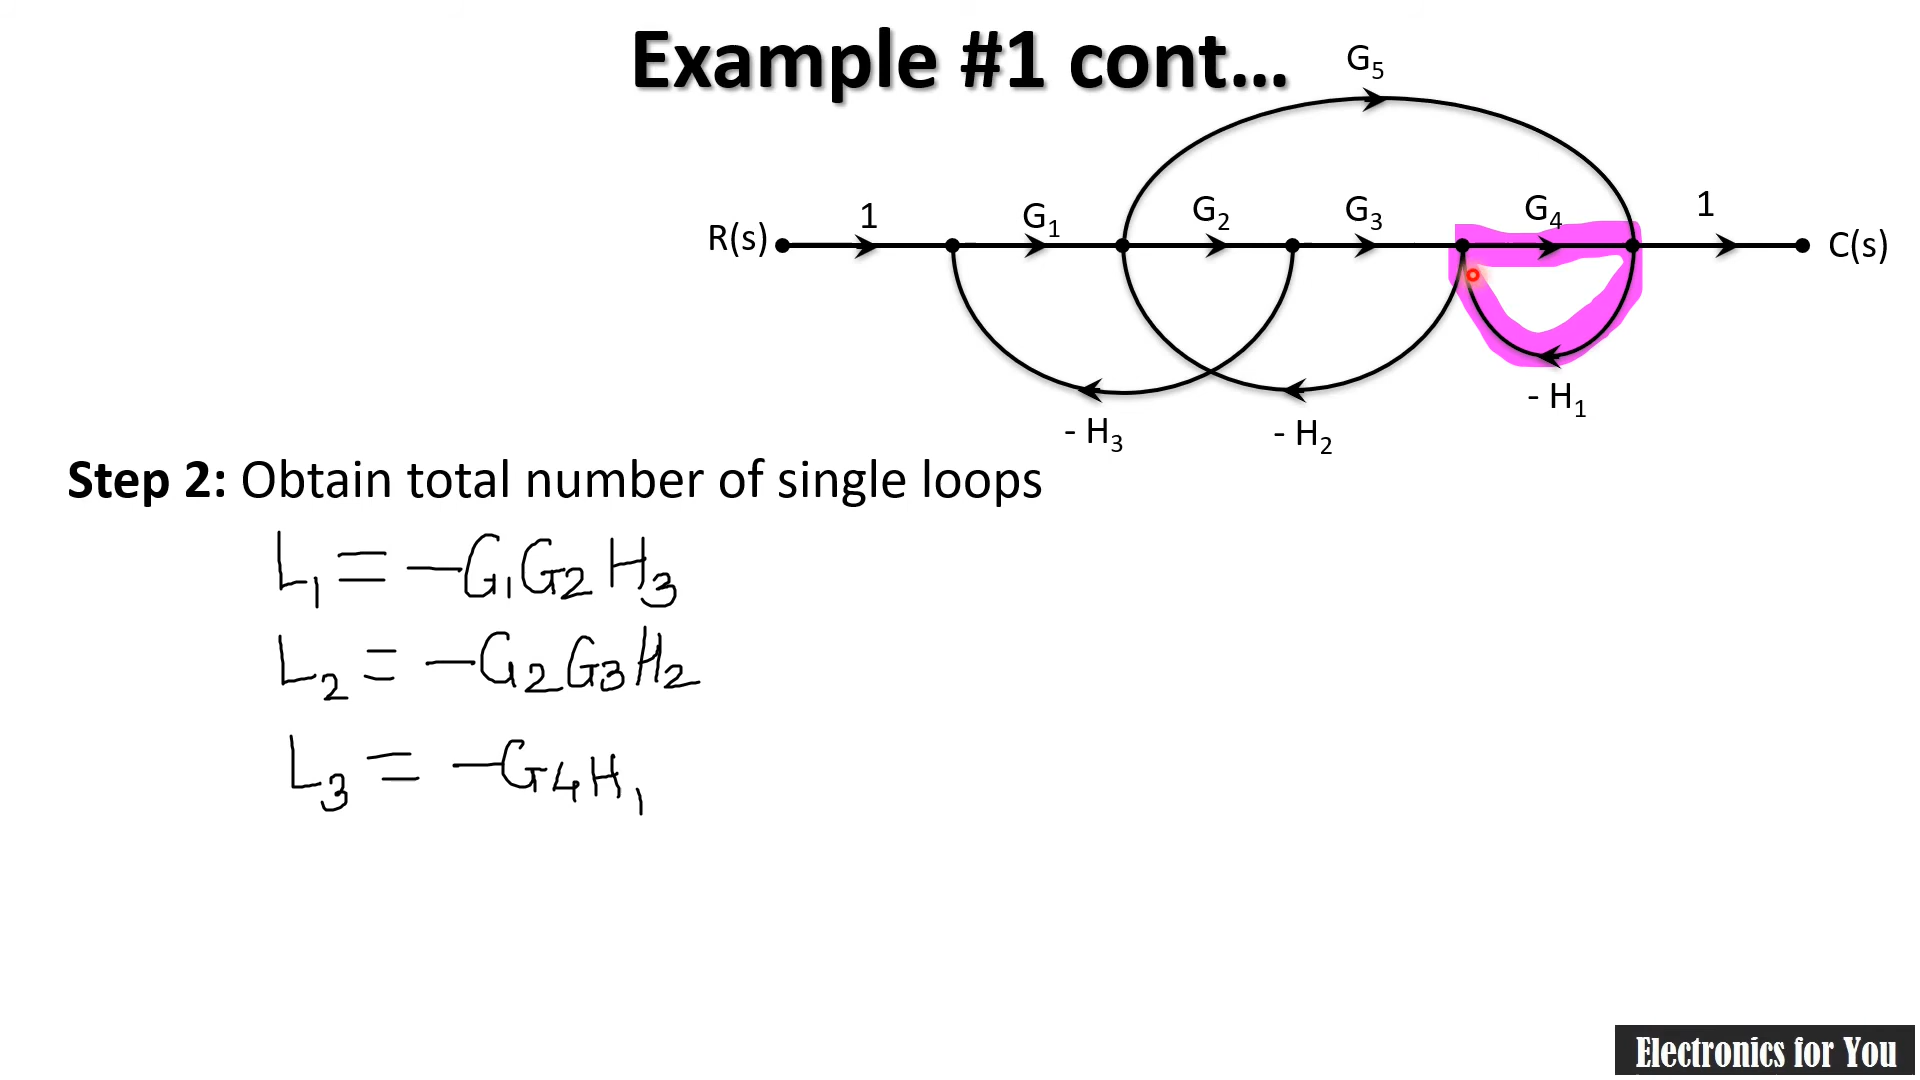 Example #1 cont...
G₅
R(s) 1 G₁ G₂ G₃ G₄ 1 C(s)
- H₃ - H₂ - H₁
Step 2: Obtain total number of single loops
L₁ = -G₁G₂H₃
L₂ = -G₂G₃H₂
L₃ = -G₄H₁
Electronics for You